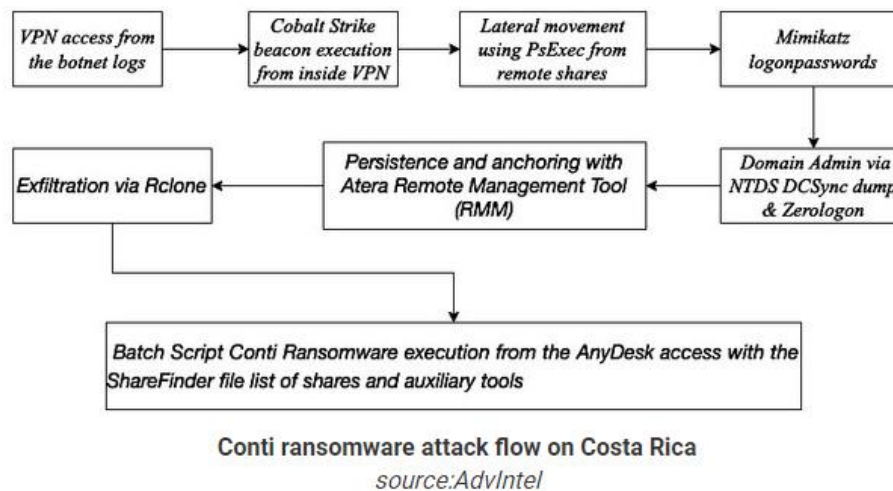 VPN access from
the botnet logs
Cobalt Strike
beacon execution
from inside VPN
Lateral movement
using PsExec from
remote shares
Mimikatz
logonpasswords
Domain Admin via
NTDS DCSync dump
& Zerologon
Persistence and anchoring with
Atera Remote Management Tool
(RMM)
Exfiltration via Rclone
Batch Script Conti Ransomware execution from the AnyDesk access with the
ShareFinder file list of shares and auxiliary tools
Conti ransomware attack flow on Costa Rica
source:AdvIntel